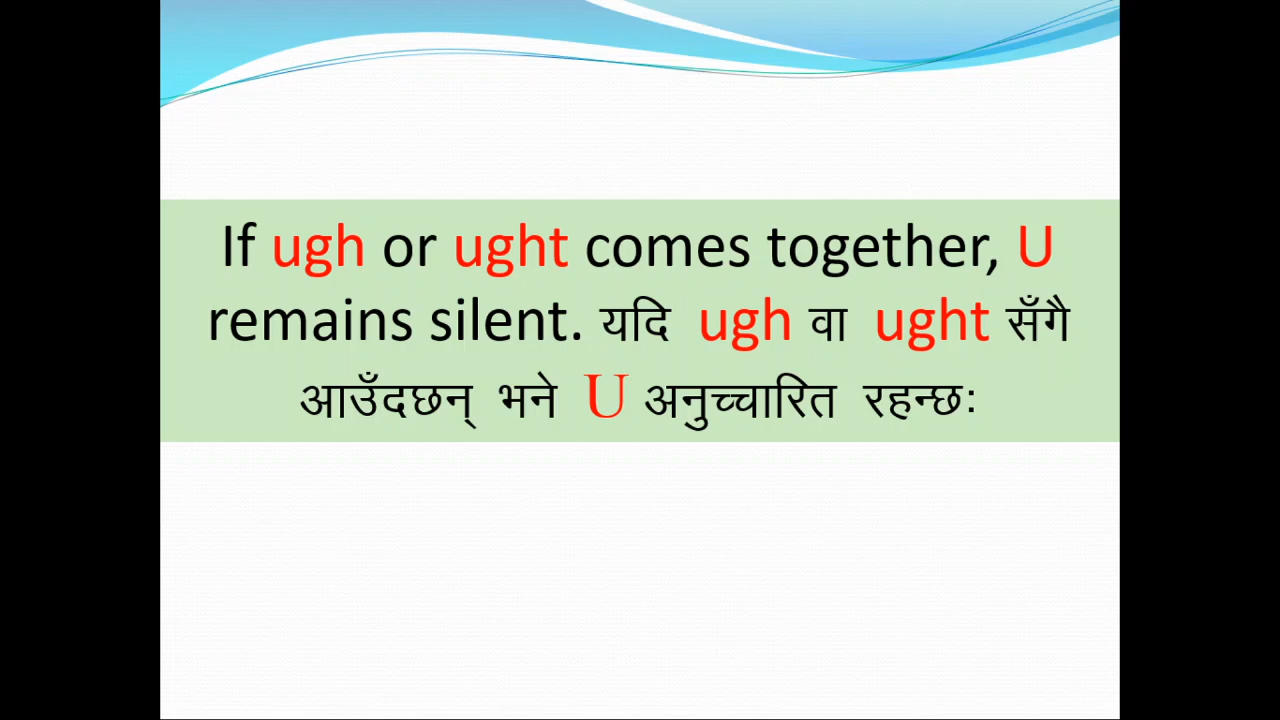 If ugh or ught comes together, U
remains silent. यदि ugh वा ught सँगै
आउँदछन् भने U अनुच्चारित रहन्छः